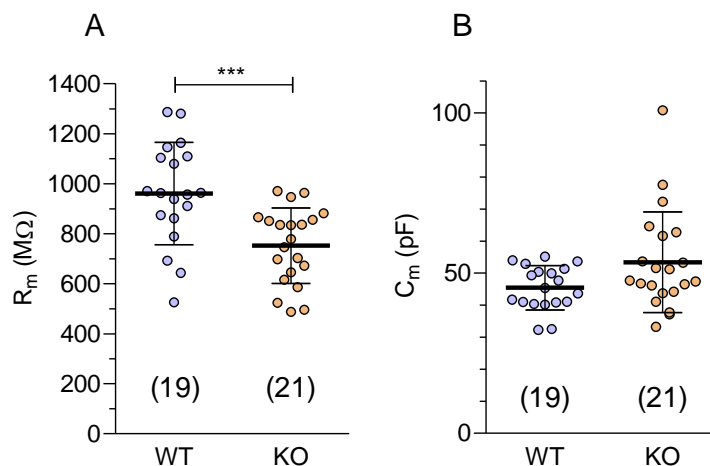 A
B
***
1400
1200
1000
800
600
400
200
0
Rm (MΩ)
(19)
(21)
WT
KO
100
50
0
Cm (pF)
(19)
(21)
WT
KO